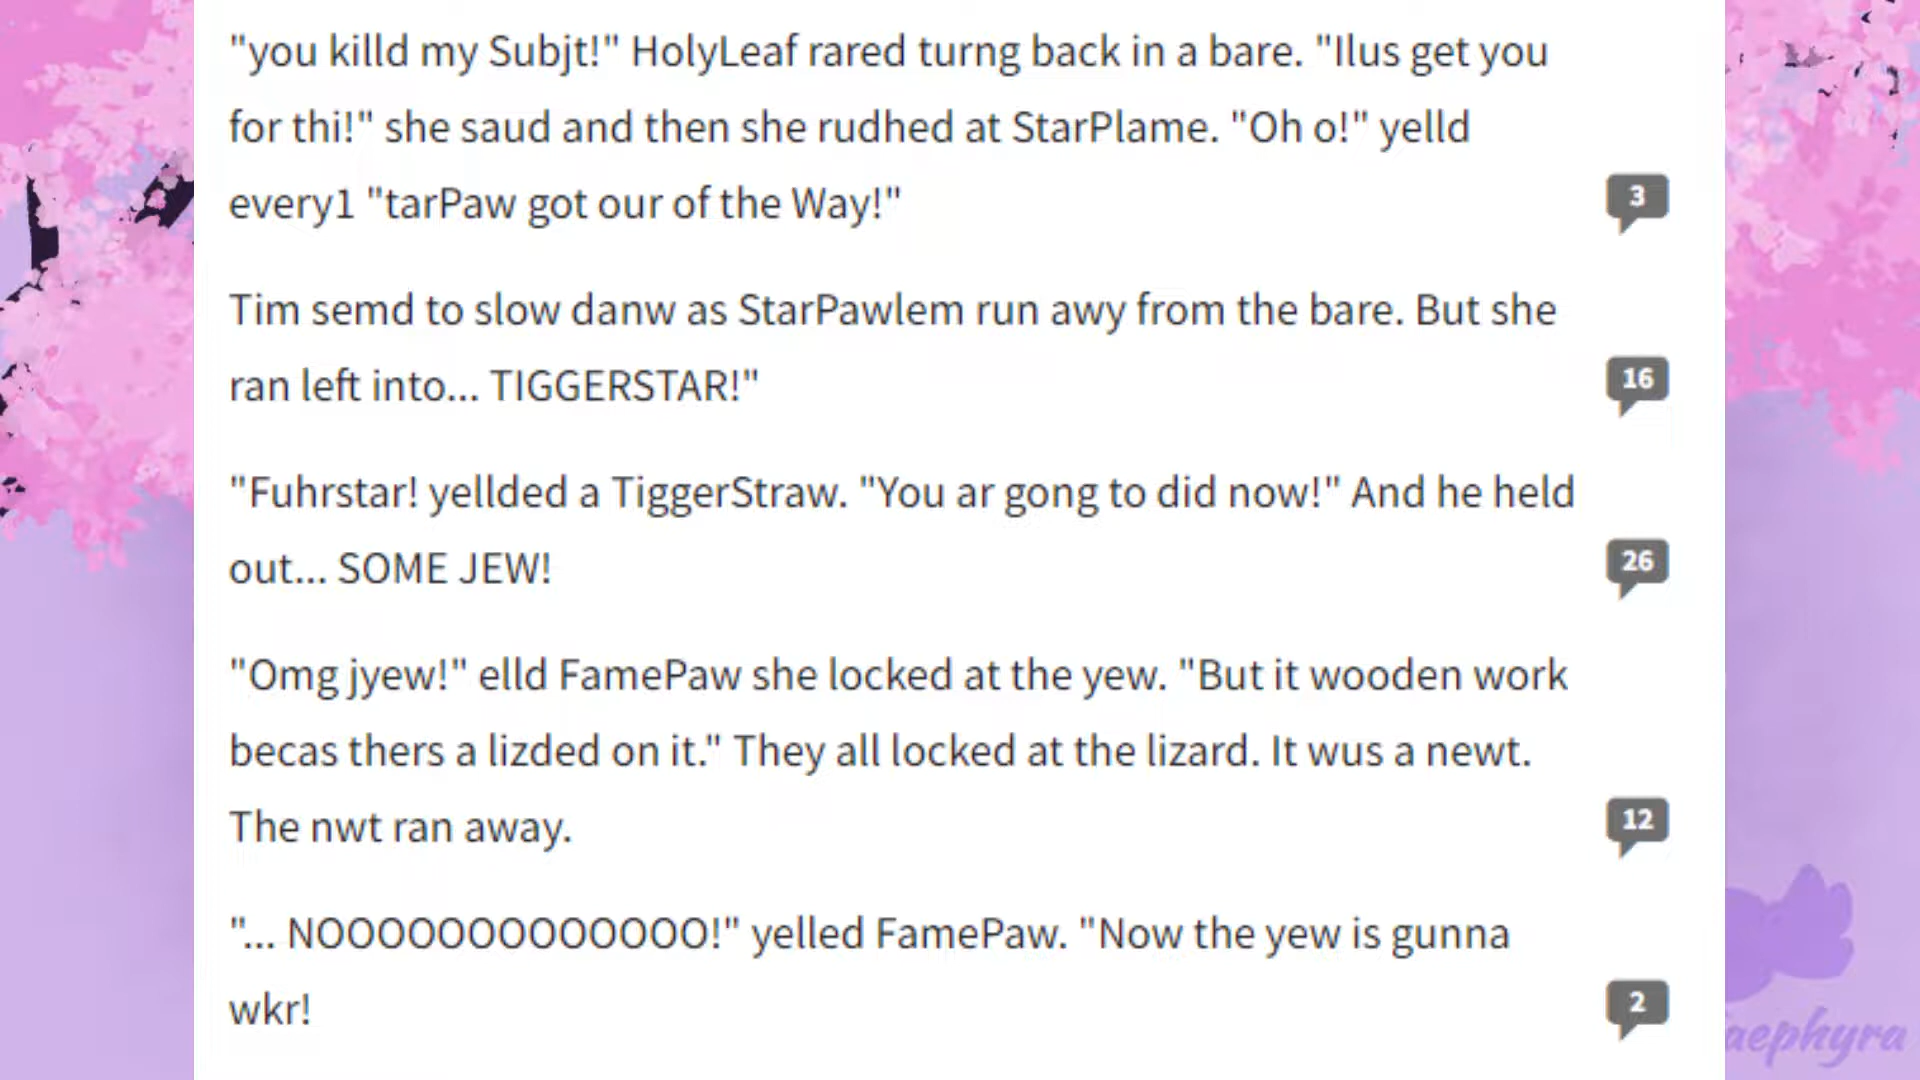 "you killd my Subjt!" HolyLeaf rared turng back in a bare. "Ilus get you
for thi!" she saud and then she rudhed at StarPlame. "Oh o!" yelld
every1 "tarPaw got our of the Way!"
3
Tim semd to slow danw as StarPawlem run awy from the bare. But she
ran left into... TIGGERSTAR!"
16
"Fuhrstar! yellded a TiggerStraw. "You ar gong to did now!" And he held
out... SOME JEW!
26
"Omg jyew!" elld FamePaw she locked at the yew. "But it wooden work
becas thers a lizded on it." They all locked at the lizard. It wus a newt.
The nwt ran away.
12
"... NOOOOOOOOOOOOOO!" yelled FamePaw. "Now the yew is gunna
wkr!
2
aephyra